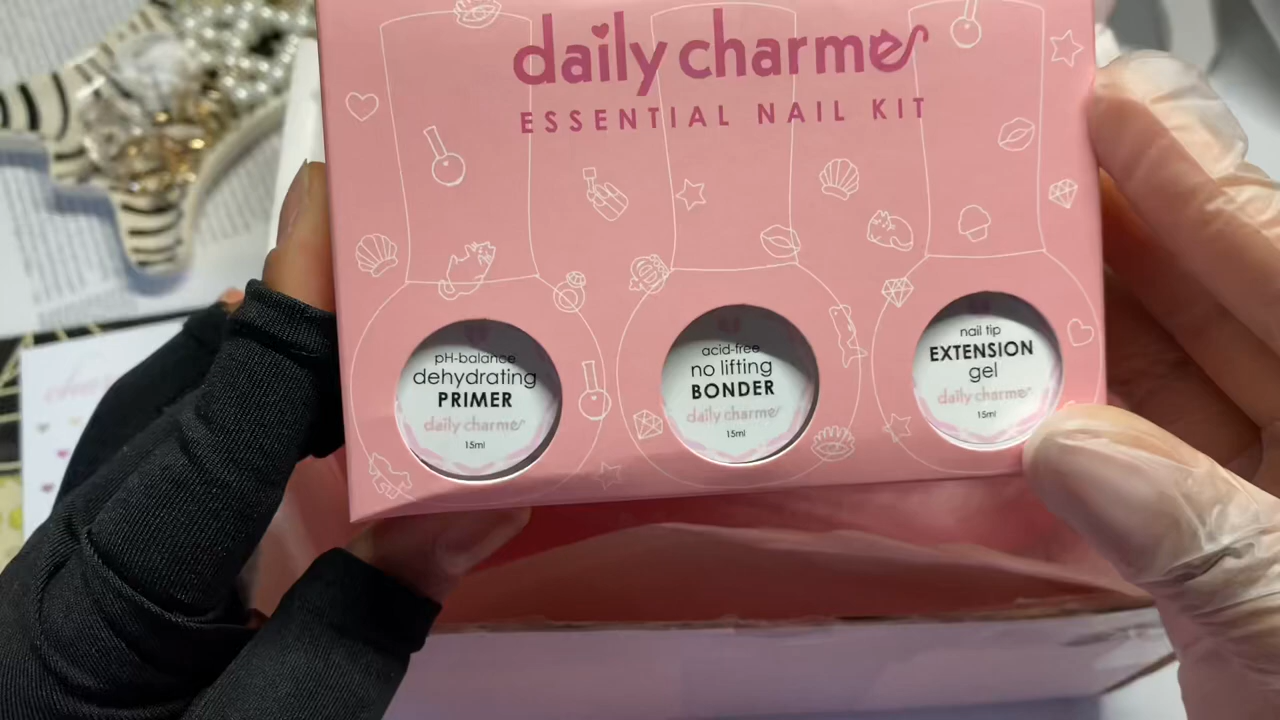 daily charme
ESSENTIAL NAIL KIT
pH-balance
dehydrating
PRIMER
daily charme
15ml
acid-free
no lifting
BONDER
daily charme
15ml
nail tip
EXTENSION
gel
daily charme
15ml